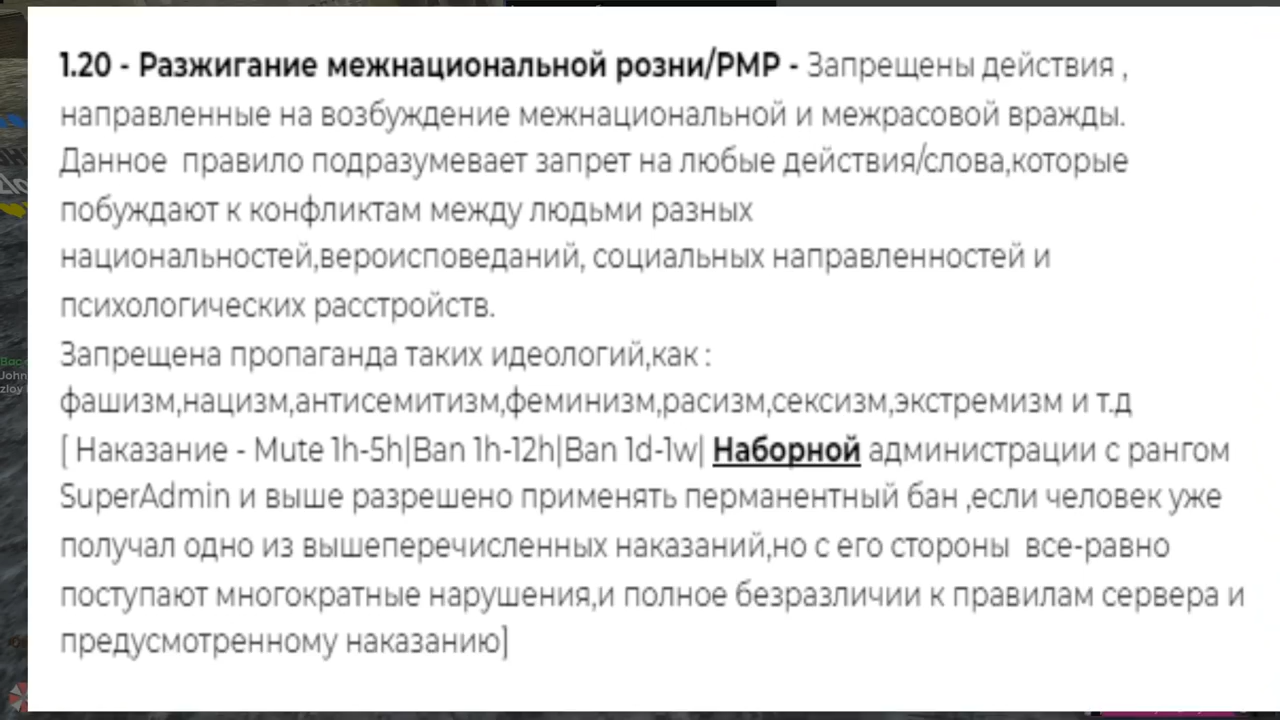 1.20 - Разжигание межнациональной розни/РМР - Запрещены действия ,
направленные на возбуждение межнациональной и межрасовой вражды.
Данное  правило подразумевает запрет на любые действия/слова,которые
побуждают к конфликтам между людьми разных
национальностей,вероисповеданий, социальных направленностей и
психологических расстройств.
Запрещена пропаганда таких идеологий,как :
фашизм,нацизм,антисемитизм,феминизм,расизм,сексизм,экстремизм и т.д
[ Наказание - Mute 1h-5h|Ban 1h-12h|Ban 1d-1w| Наборной администрации с рангом
SuperAdmin и выше разрешено применять перманентный бан ,если человек уже
получал одно из вышеперечисленных наказаний,но с его стороны  все-равно
поступают многократные нарушения,и полное безразличии к правилам сервера и
предусмотренному наказанию]
John
zloy